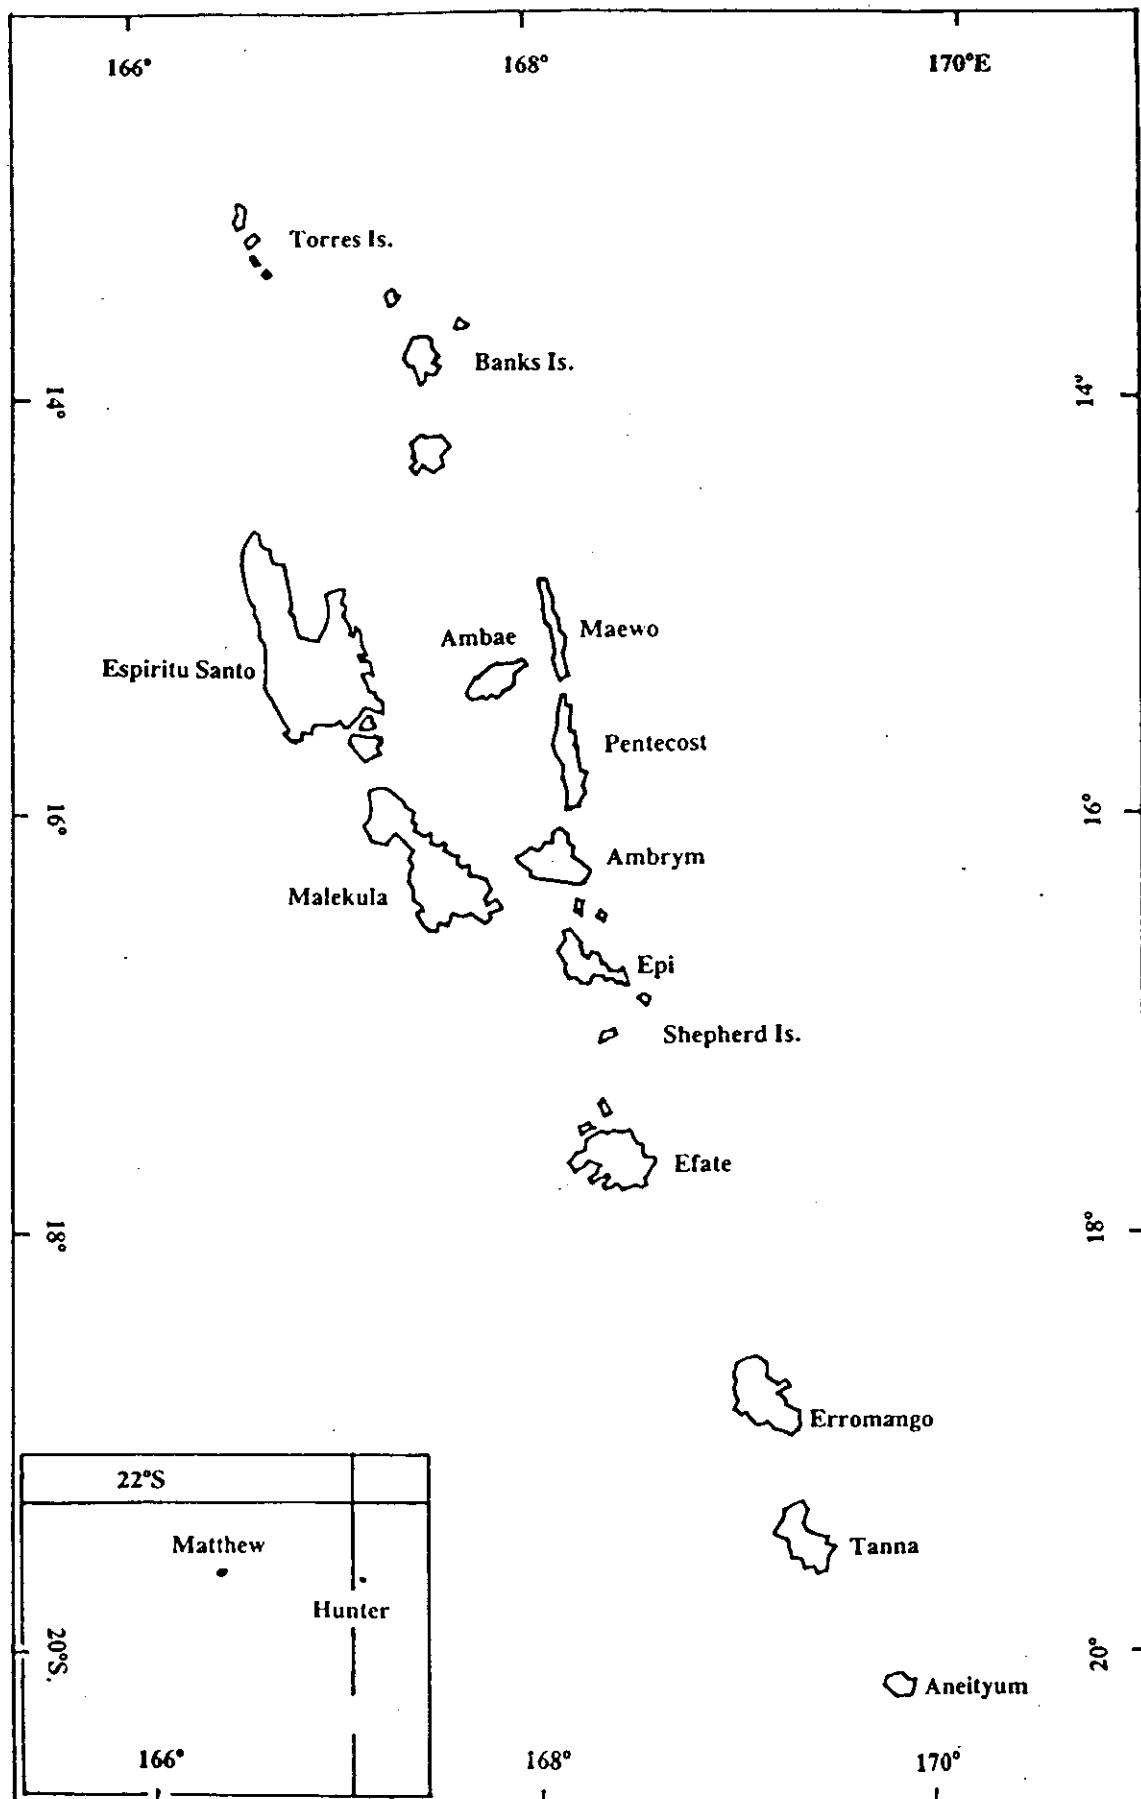 166°
168°
170°E
Torres Is.
Banks Is.
14°
14°
Maewo
Ambae
Espiritu Santo
Pentecost
16°
16°
Ambrym
Malekula
Epi
Shepherd Is.
Efate
18°
18°
Erromango
22°S
Matthew
Tanna
Hunter
20°S.
20°
Aneityum
166°
168°
170°